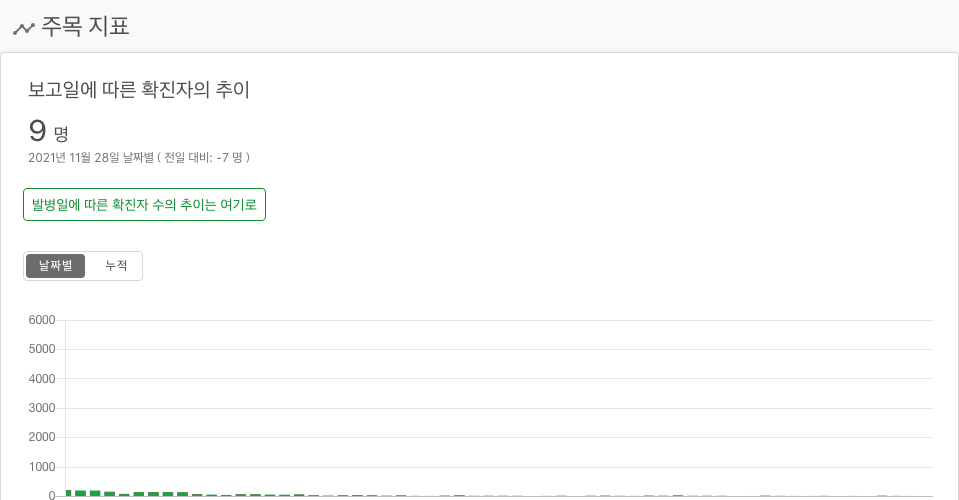 주목 지표
보고일에 따른 확진자의 추이
9 명
2021년 11월 28일 날짜별 ( 전일 대비: -7 명 )
발병일에 따른 확진자 수의 추이는 여기로
날짜별 누적
6000
5000
4000
3000
2000
1000
0